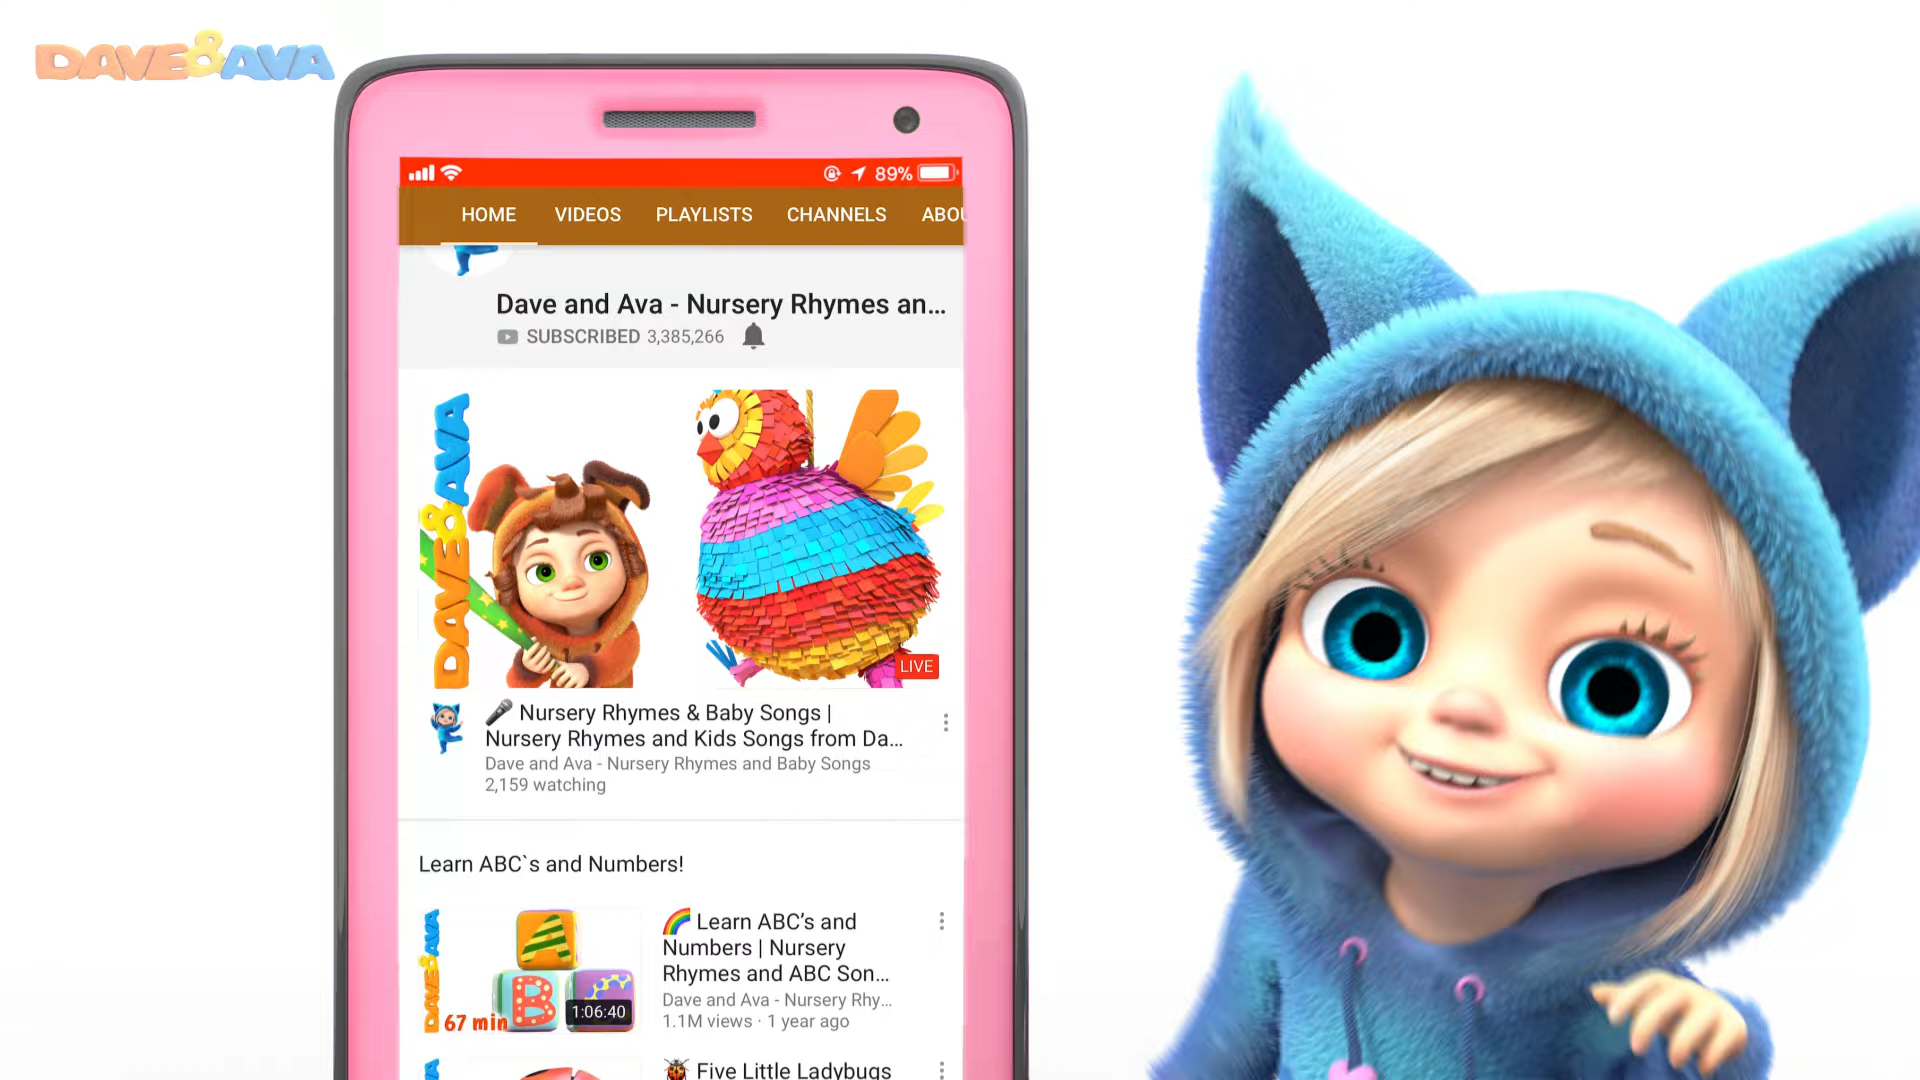 DAVE&AVA
89%
HOME VIDEOS PLAYLISTS CHANNELS ABOU
Dave and Ava - Nursery Rhymes an...
SUBSCRIBED 3,385,266
DAVE&AVA
LIVE
Nursery Rhymes & Baby Songs |
Nursery Rhymes and Kids Songs from Da...
Dave and Ava - Nursery Rhymes and Baby Songs
2,159 watching
Learn ABC`s and Numbers!
DAVE&AVA
A
B
67 min
1:06:40
Learn ABC’s and
Numbers | Nursery
Rhymes and ABC Son...
Dave and Ava - Nursery Rhy...
1.1M views · 1 year ago
AVA
Five Little Ladybugs